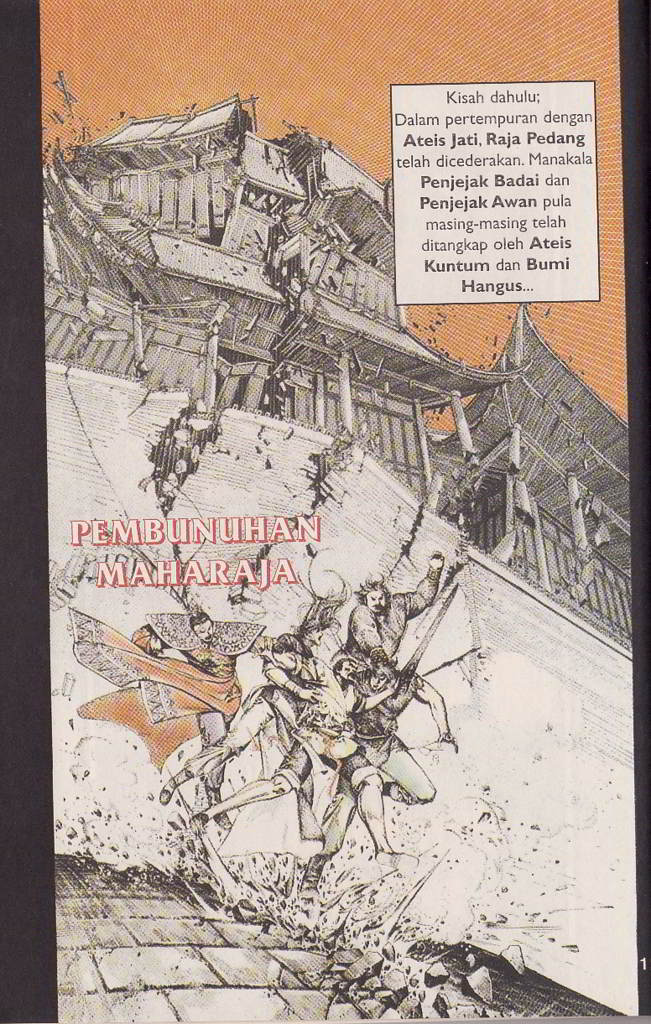 Kisah dahulu;
Dalam pertempuran dengan
Ateis Jati, Raja Pedang
telah dicederakan. Manakala
Penjejak Badai dan
Penjejak Awan pula
masing-masing telah
ditangkap oleh Ateis
Kuntum dan Bumi
Hangus...
PEMBUNUHAN
MAHARAJA
1